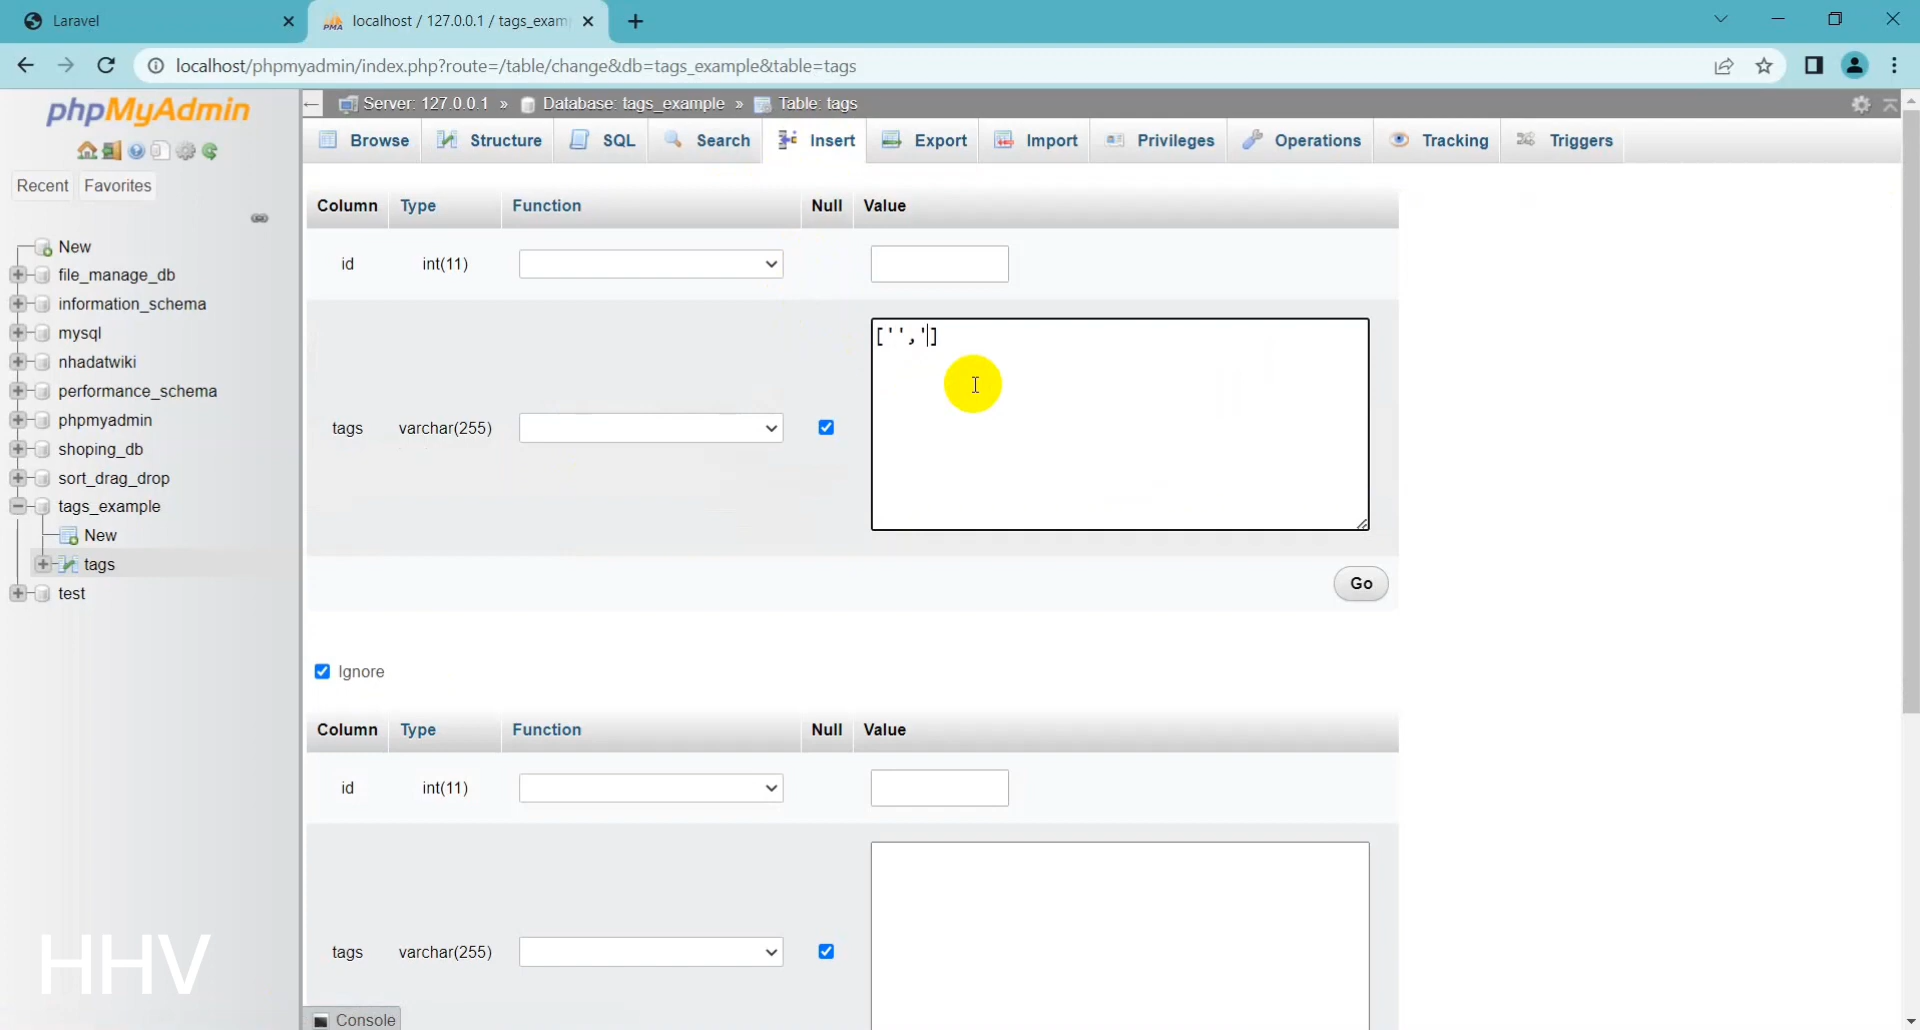 Laravel
PMA localhost / 127.0.0.1 / tags_exam
localhost/phpmyadmin/index.php?route=/table/change&db=tags_example&table=tags
phpMyAdmin
Recent Favorites
New
file_manage_db
information_schema
mysql
nhadatwiki
performance_schema
phpmyadmin
shoping_db
sort_drag_drop
tags_example
New
tags
test
HHV
Server: 127.0.0.1 » Database: tags_example » Table: tags
Browse Structure SQL Search Insert Export Import Privileges Operations Tracking Triggers
Column Type Function Null Value
id int(11)
tags varchar(255)
['',']
Go
Ignore
Column Type Function Null Value
id int(11)
tags varchar(255)
Console